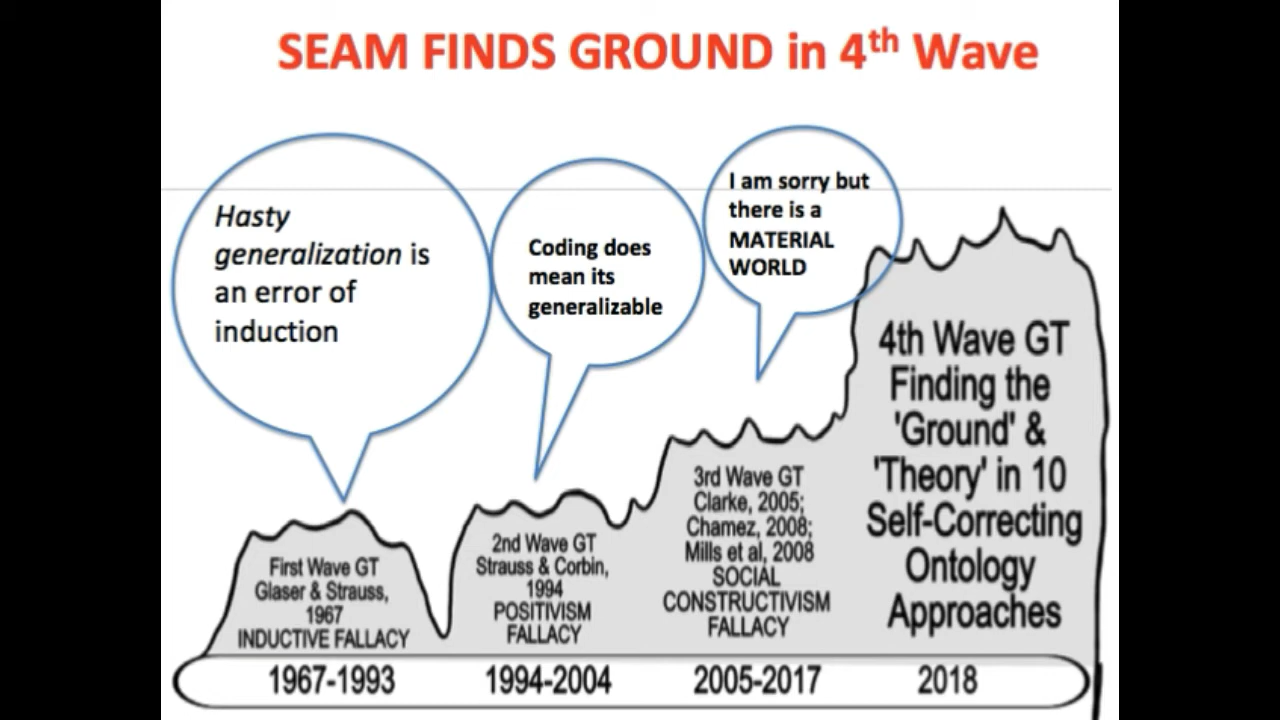 SEAM FINDS GROUND in 4th Wave
Hasty
generalization is
an error of
induction
Coding does
mean its
generalizable
I am sorry but
there is a
MATERIAL
WORLD
First Wave GT
Glaser & Strauss,
1967
INDUCTIVE FALLACY
2nd Wave GT
Strauss & Corbin,
1994
POSITIVISM
FALLACY
3rd Wave GT
Clarke, 2005;
Chamez, 2008;
Mills et al, 2008
SOCIAL
CONSTRUCTIVISM
FALLACY
4th Wave GT
Finding the
'Ground' &
'Theory' in 10
Self-Correcting
Ontology
Approaches
1967-1993
1994-2004
2005-2017
2018